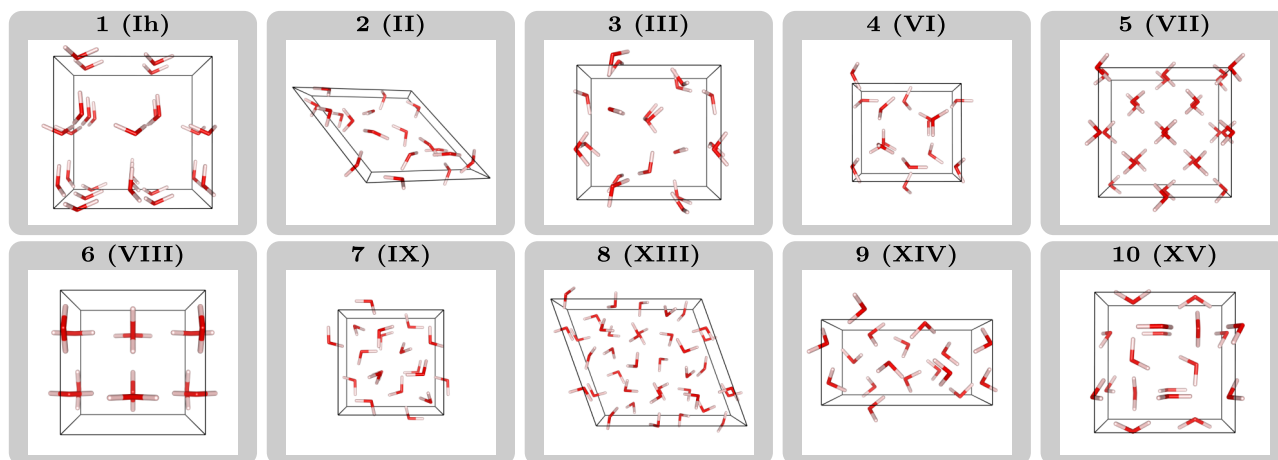 1 (Ih)
2 (II)
3 (III)
4 (VI)
5 (VII)
6 (VIII)
7 (IX)
8 (XIII)
9 (XIV)
10 (XV)